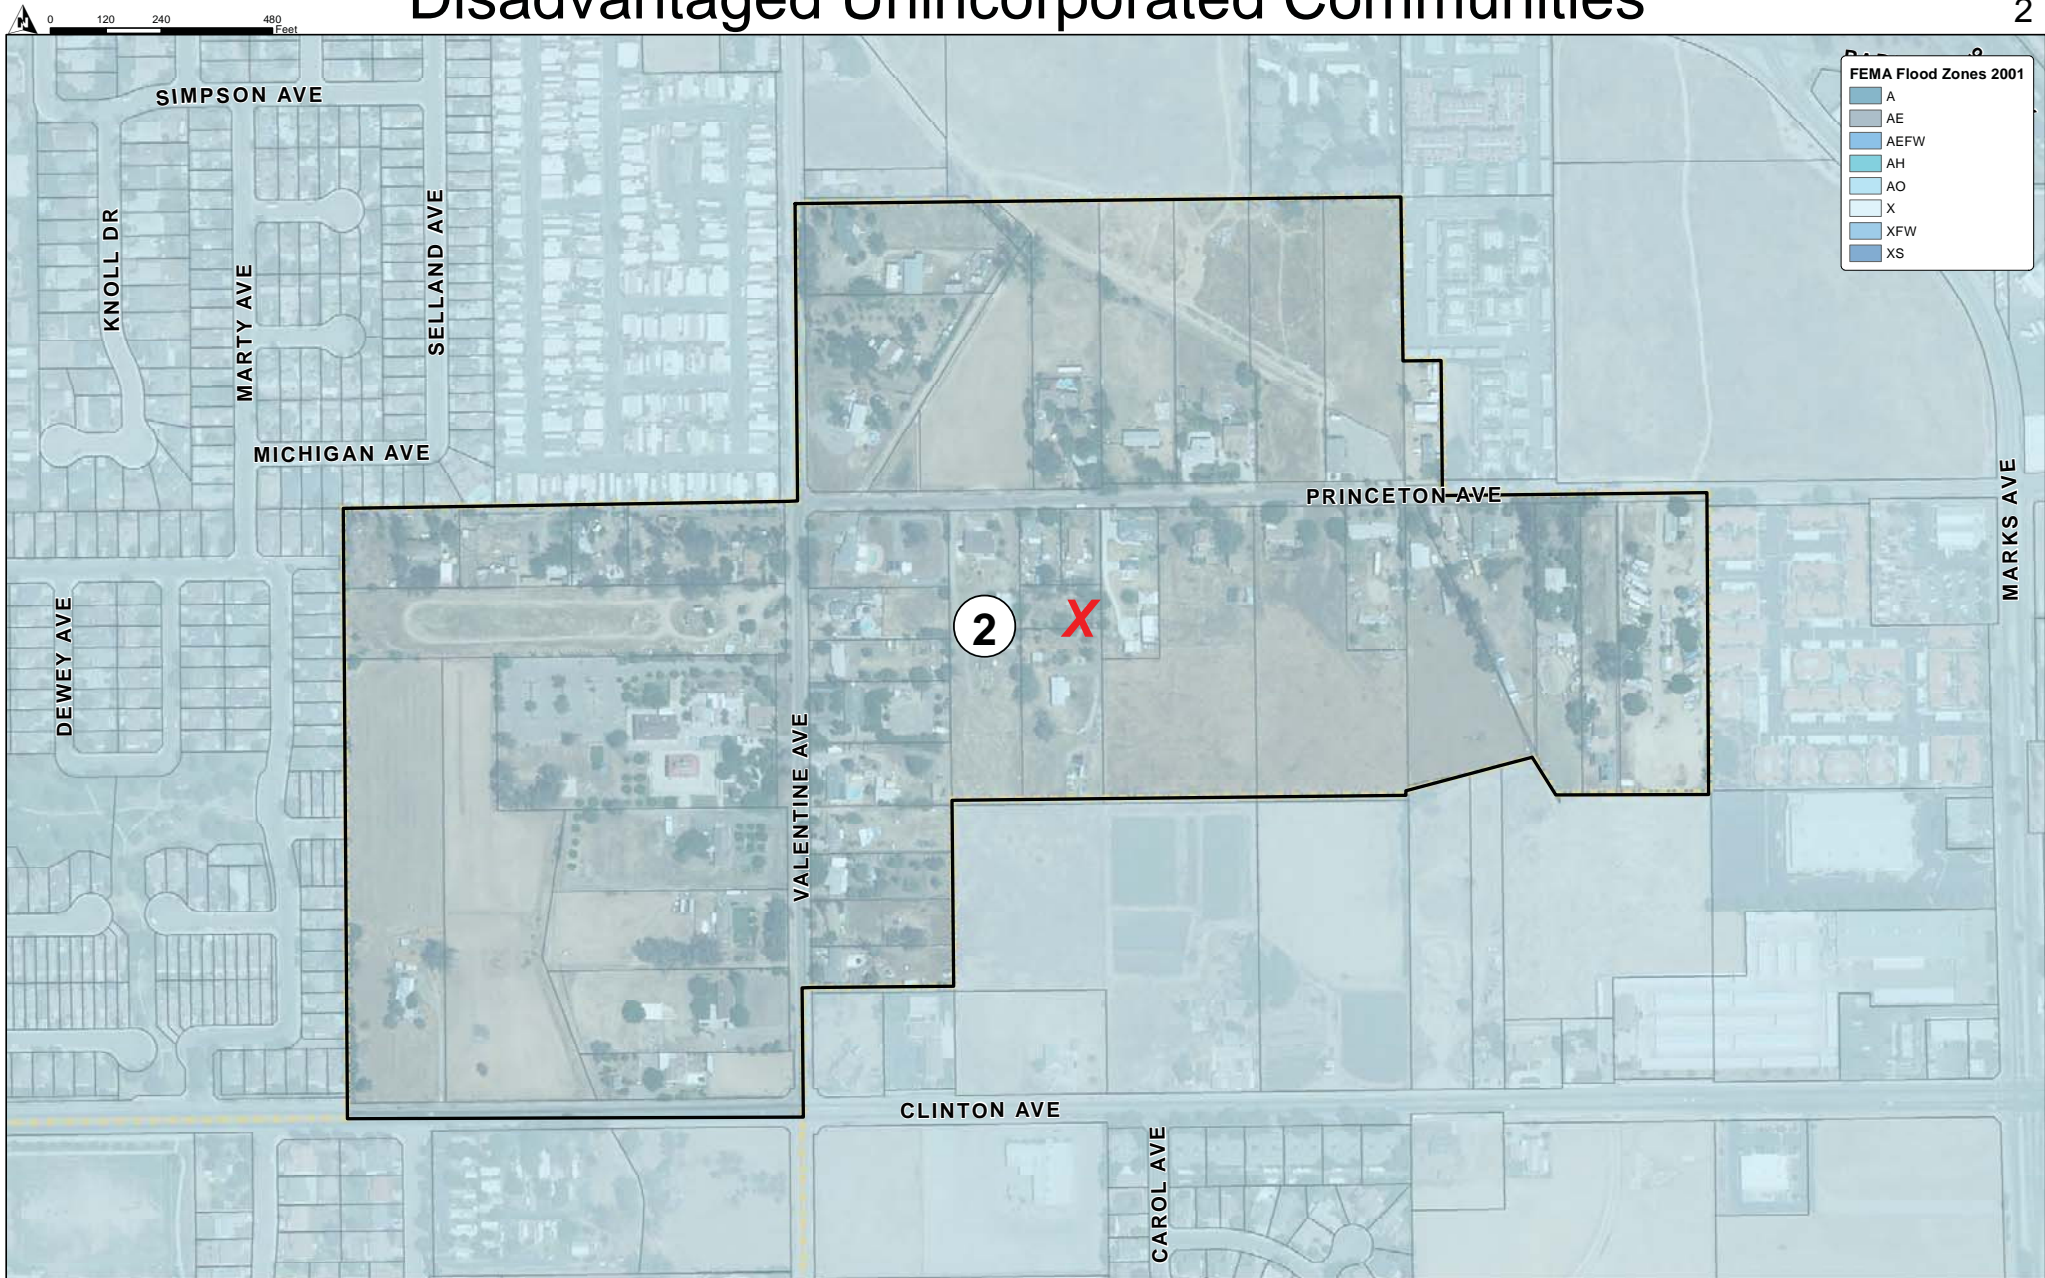 Disadvantaged Unincorporated Communities
2
0 120 240 480
Feet
FEMA Flood Zones 2001
A
AE
AEFW
AH
AO
X
XFW
XS
SIMPSON AVE
KNOLL DR
MARTY AVE
SELLAND AVE
MICHIGAN AVE
PRINCETON AVE
MARKS AVE
DEWEY AVE
2
X
VALENTINE AVE
CLINTON AVE
CAROL AVE